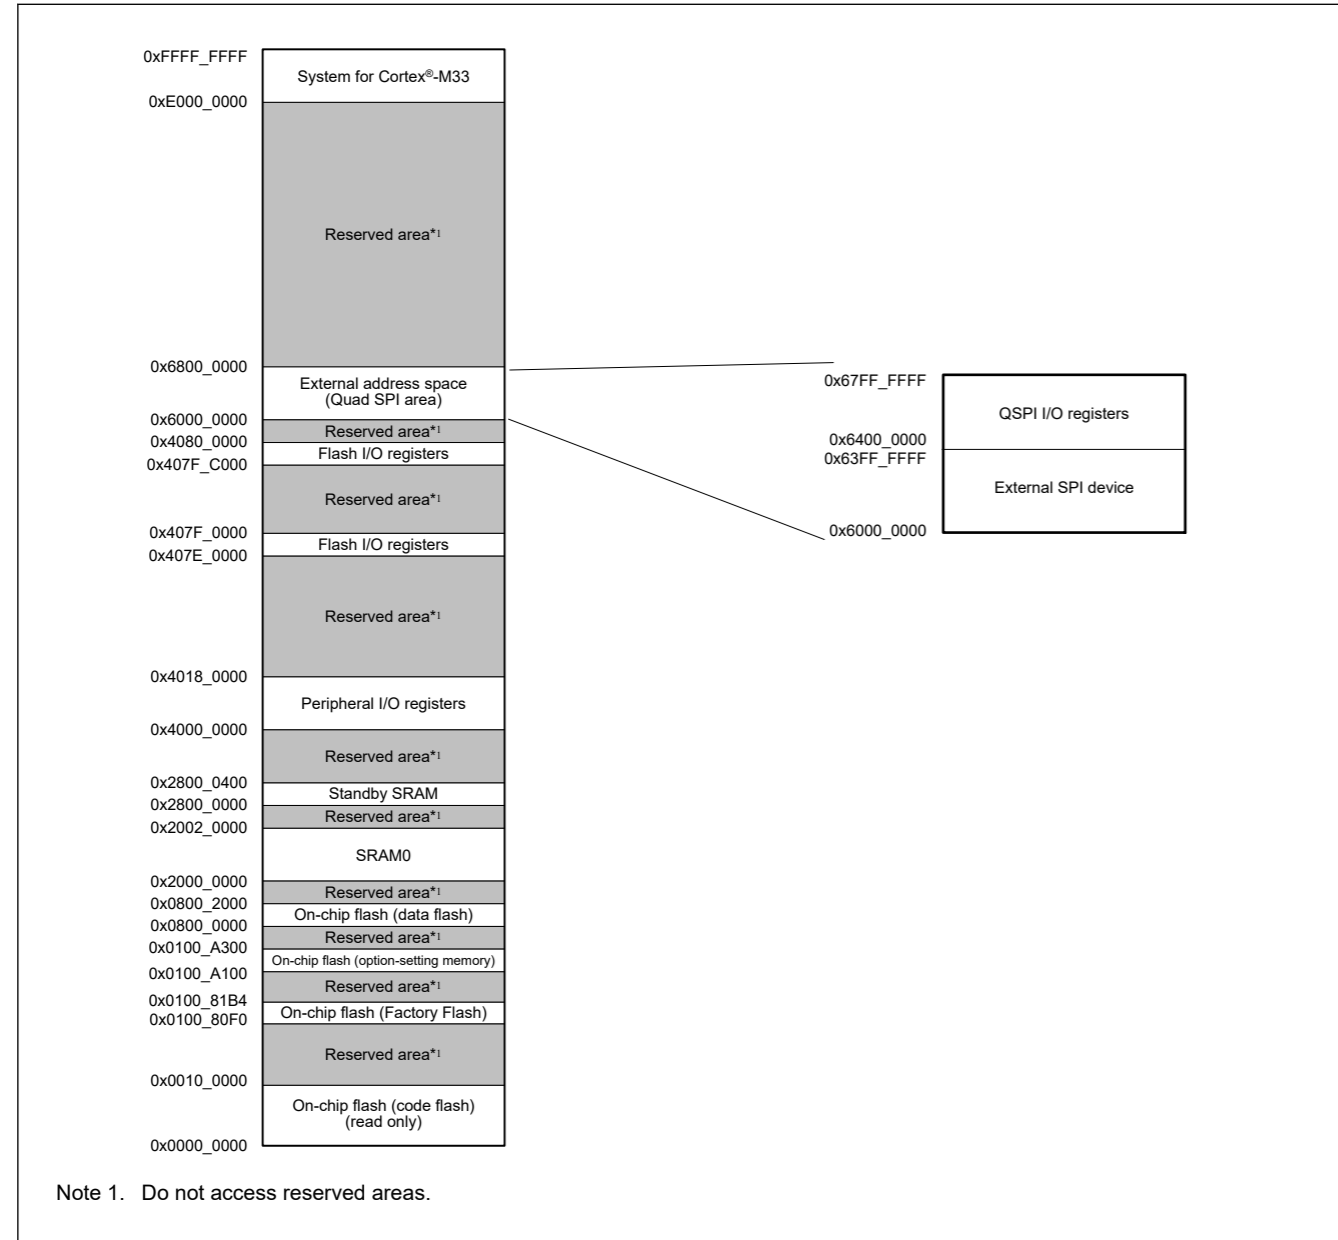 0xFFFF_FFFF
System for Cortex®-M33
0xE000_0000
Reserved area*1
0x6800_0000
External address space
(Quad SPI area)
0x6000_0000
Reserved area*1
0x4080_0000
Flash I/O registers
0x407F_C000
Reserved area*1
0x407F_0000
Flash I/O registers
0x407E_0000
Reserved area*1
0x4018_0000
Peripheral I/O registers
0x4000_0000
Reserved area*1
0x2800_0400
Standby SRAM
0x2800_0000
Reserved area*1
0x2002_0000
SRAM0
0x2000_0000
Reserved area*1
0x0800_2000
On-chip flash (data flash)
0x0800_0000
Reserved area*1
0x0100_A300
On-chip flash (option-setting memory)
0x0100_A100
Reserved area*1
0x0100_81B4
On-chip flash (Factory Flash)
0x0100_80F0
Reserved area*1
0x0010_0000
On-chip flash (code flash)
(read only)
0x0000_0000
0x67FF_FFFF
QSPI I/O registers
0x6400_0000
0x63FF_FFFF
External SPI device
0x6000_0000
Note 1. Do not access reserved areas.